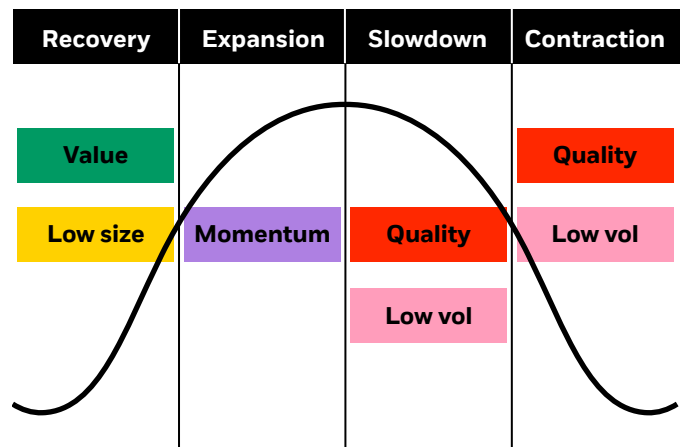 Recovery
Expansion
Slowdown
Contraction
Value
Quality
Low size
Momentum
Quality
Low vol
Low vol